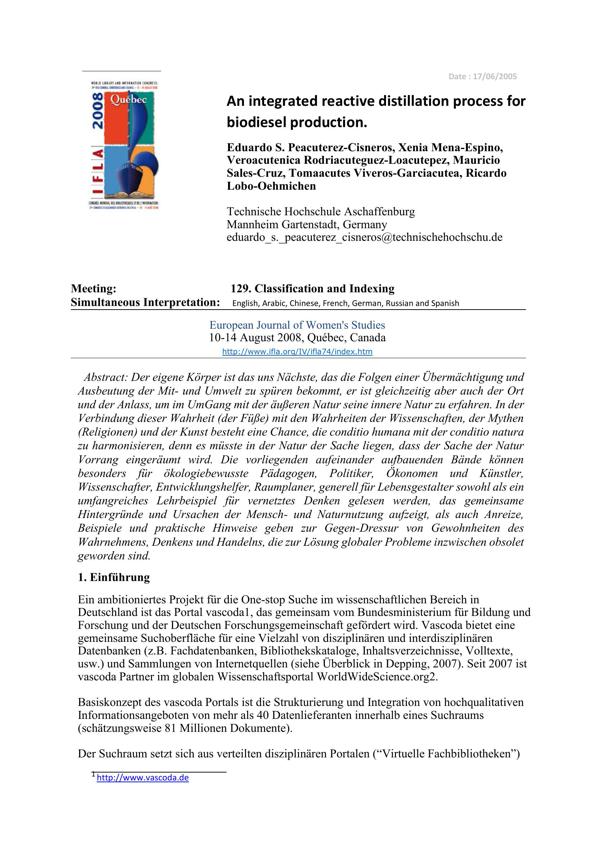 Date : 17/06/2005
WORLD LIBRARY AND INFORMATION CONGRESS:
Québec
IFLA 2008
An integrated reactive distillation process for
biodiesel production.
Eduardo S. Peacuterez-Cisneros, Xenia Mena-Espino,
Veroacutenica Rodriacuteguez-Loacutepez, Mauricio
Sales-Cruz, Tomaacutes Viveros-Garciacutea, Ricardo
Lobo-Oehmichen
Technische Hochschule Aschaffenburg
Mannheim Gartenstadt, Germany
eduardo_s._peacuterez_cisneros@technischehochschu.de
Meeting: 129. Classification and Indexing
Simultaneous Interpretation: English, Arabic, Chinese, French, German, Russian and Spanish
European Journal of Women's Studies
10-14 August 2008, Québec, Canada
http://www.ifla.org/IV/ifla74/index.htm
Abstract: Der eigene Körper ist das uns Nächste, das die Folgen einer Übermächtigung und
Ausbeutung der Mit- und Umwelt zu spüren bekommt, er ist gleichzeitig aber auch der Ort
und der Anlass, um im UmGang mit der äußeren Natur seine innere Natur zu erfahren. In der
Verbindung dieser Wahrheit (der Füße) mit den Wahrheiten der Wissenschaften, der Mythen
(Religionen) und der Kunst besteht eine Chance, die conditio humana mit der conditio natura
zu harmonisieren, denn es müsste in der Natur der Sache liegen, dass der Sache der Natur
Vorrang eingeräumt wird. Die vorliegenden aufeinander aufbauenden Bände können
besonders für ökologiebewusste Pädagogen, Politiker, Ökonomen und Künstler,
Wissenschafter, Entwicklungshelfer, Raumplaner, generell für Lebensgestalter sowohl als ein
umfangreiches Lehrbeispiel für vernetztes Denken gelesen werden, das gemeinsame
Hintergründe und Ursachen der Mensch- und Naturnutzung aufzeigt, als auch Anreize,
Beispiele und praktische Hinweise geben zur Gegen-Dressur von Gewohnheiten des
Wahrnehmens, Denkens und Handelns, die zur Lösung globaler Probleme inzwischen obsolet
geworden sind.
1. Einführung
Ein ambitioniertes Projekt für die One-stop Suche im wissenschaftlichen Bereich in
Deutschland ist das Portal vascoda1, das gemeinsam vom Bundesministerium für Bildung und
Forschung und der Deutschen Forschungsgemeinschaft gefördert wird. Vascoda bietet eine
gemeinsame Suchoberfläche für eine Vielzahl von disziplinären und interdisziplinären
Datenbanken (z.B. Fachdatenbanken, Bibliothekskataloge, Inhaltsverzeichnisse, Volltexte,
usw.) und Sammlungen von Internetquellen (siehe Überblick in Depping, 2007). Seit 2007 ist
vascoda Partner im globalen Wissenschaftsportal WorldWideScience.org2.
Basiskonzept des vascoda Portals ist die Strukturierung und Integration von hochqualitativen
Informationsangeboten von mehr als 40 Datenlieferanten innerhalb eines Suchraums
(schätzungsweise 81 Millionen Dokumente).
Der Suchraum setzt sich aus verteilten disziplinären Portalen (“Virtuelle Fachbibliotheken”)
1 http://www.vascoda.de